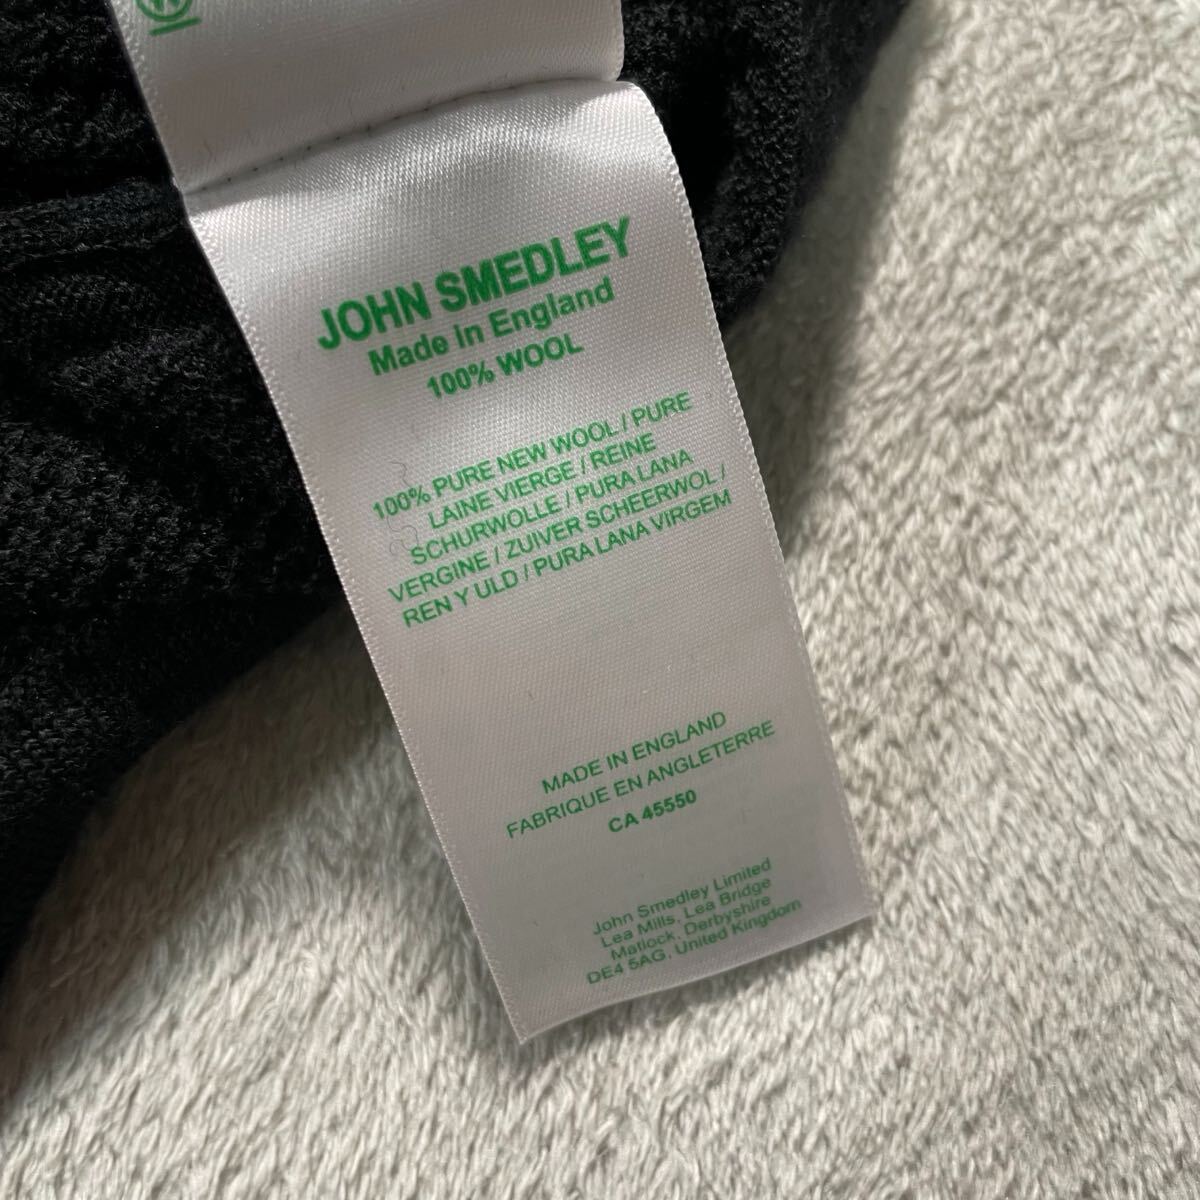 JOHN SMEDLEY
Made in England
100% WOOL
100% PURE NEW WOOL / PURE
LAINE VIERGE / REINE
SCHURWOLLE / PURA LANA
VERGINE / ZUIVER SCHEERWOL /
REN Y ULD / PURA LANA VIRGEM
MADE IN ENGLAND
FABRIQUE EN ANGLETERRE
CA 45550
John Smedley Limited
Lea Mills, Lea Bridge
Matlock, Derbyshire
DE4 5AG, United Kingdom